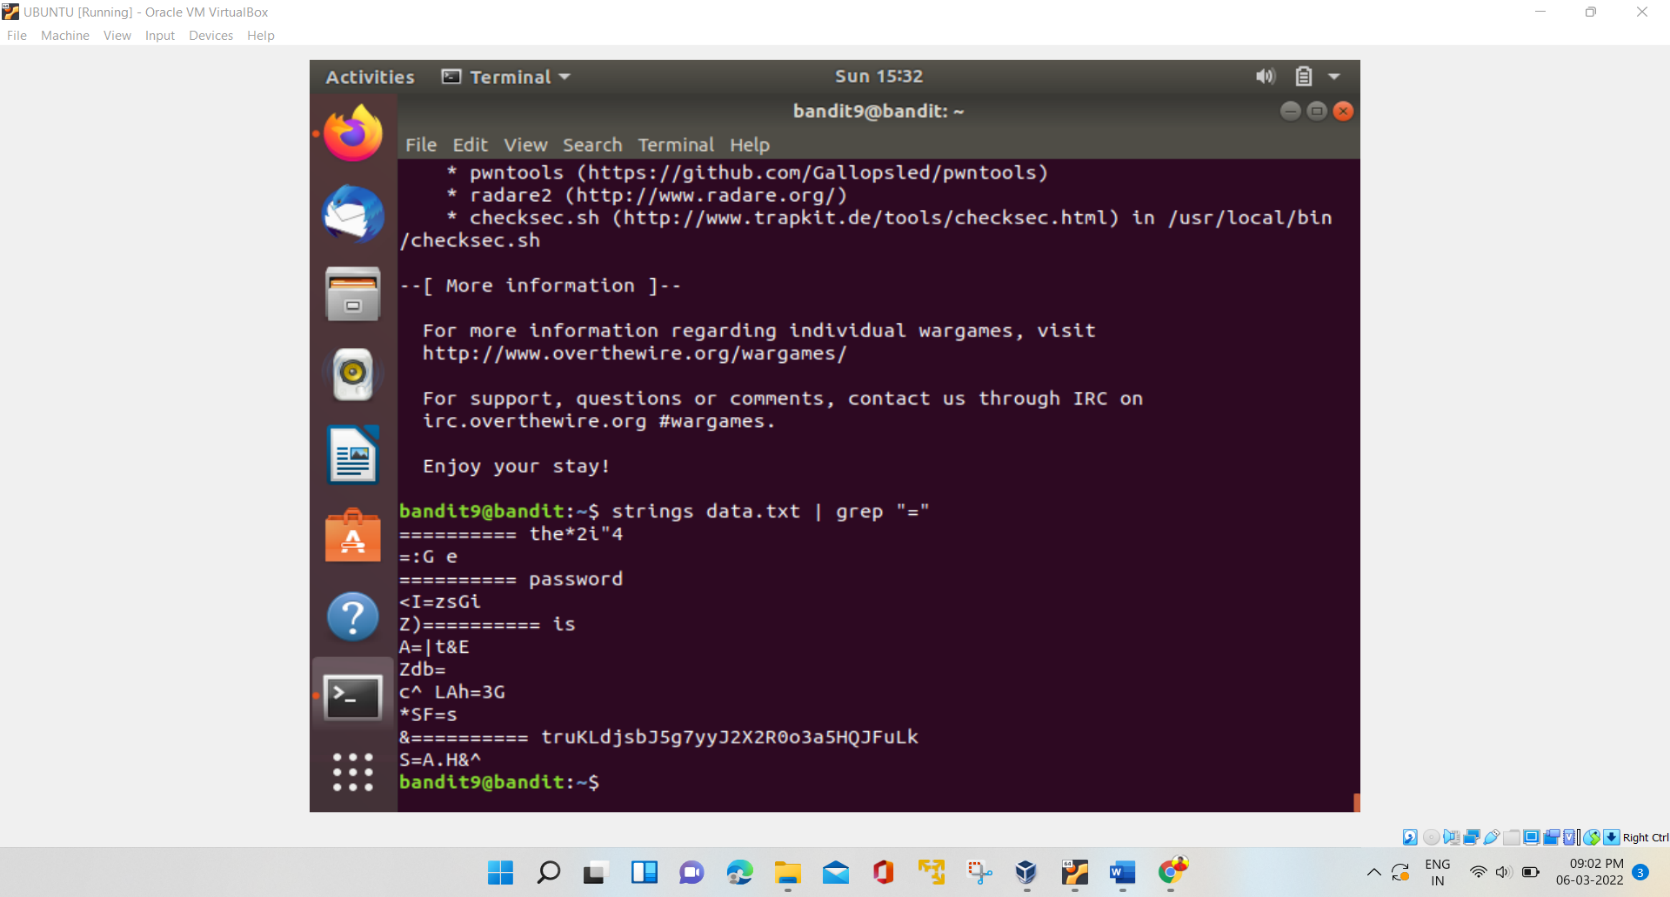 UBUNTU [Running] - Oracle VM VirtualBox
File Machine View Input Devices Help
Activities Terminal Sun 15:32
bandit9@bandit: ~
File Edit View Search Terminal Help
* pwntools (https://github.com/Gallopsled/pwntools)
* radare2 (http://www.radare.org/)
* checksec.sh (http://www.trapkit.de/tools/checksec.html) in /usr/local/bin
/checksec.sh
--[ More information ]--
For more information regarding individual wargames, visit
http://www.overthewire.org/wargames/
For support, questions or comments, contact us through IRC on
irc.overthewire.org #wargames.
Enjoy your stay!
bandit9@bandit:~$ strings data.txt | grep "="
========== the*2i"4
=:G e
========== password
<I=zsGi
Z)========== is
A=|t&E
Zdb=
c^ LAh=3G
*SF=s
&========== truKLdjsbJ5g7yyJ2X2R0o3a5HQJFuLk
S=A.H&^
bandit9@bandit:~$
Right Ctrl
ENG
IN
09:02 PM
06-03-2022
3